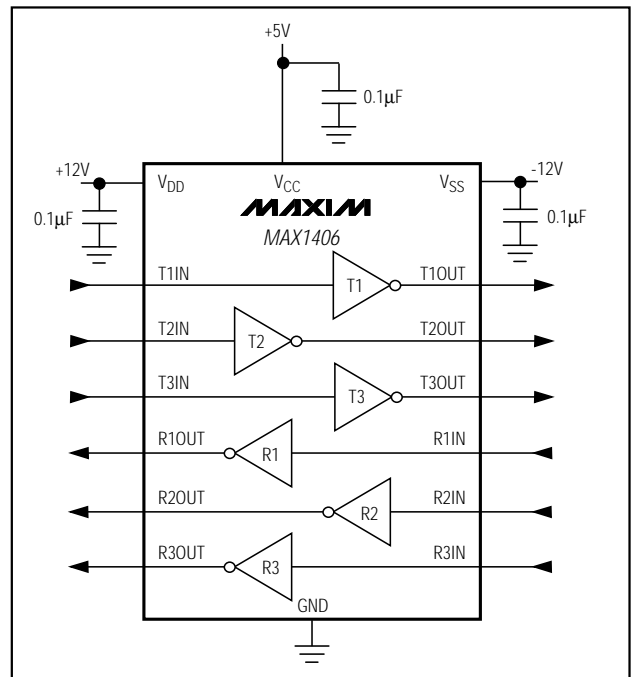 +5V
0.1μF
+12V
-12V
VDD
VCC
VSS
0.1μF
MAXIM
0.1μF
MAX1406
T1IN
T1
T1OUT
T2IN
T2
T2OUT
T3IN
T3
T3OUT
R1OUT
R1
R1IN
R2OUT
R2
R2IN
R3OUT
R3
R3IN
GND